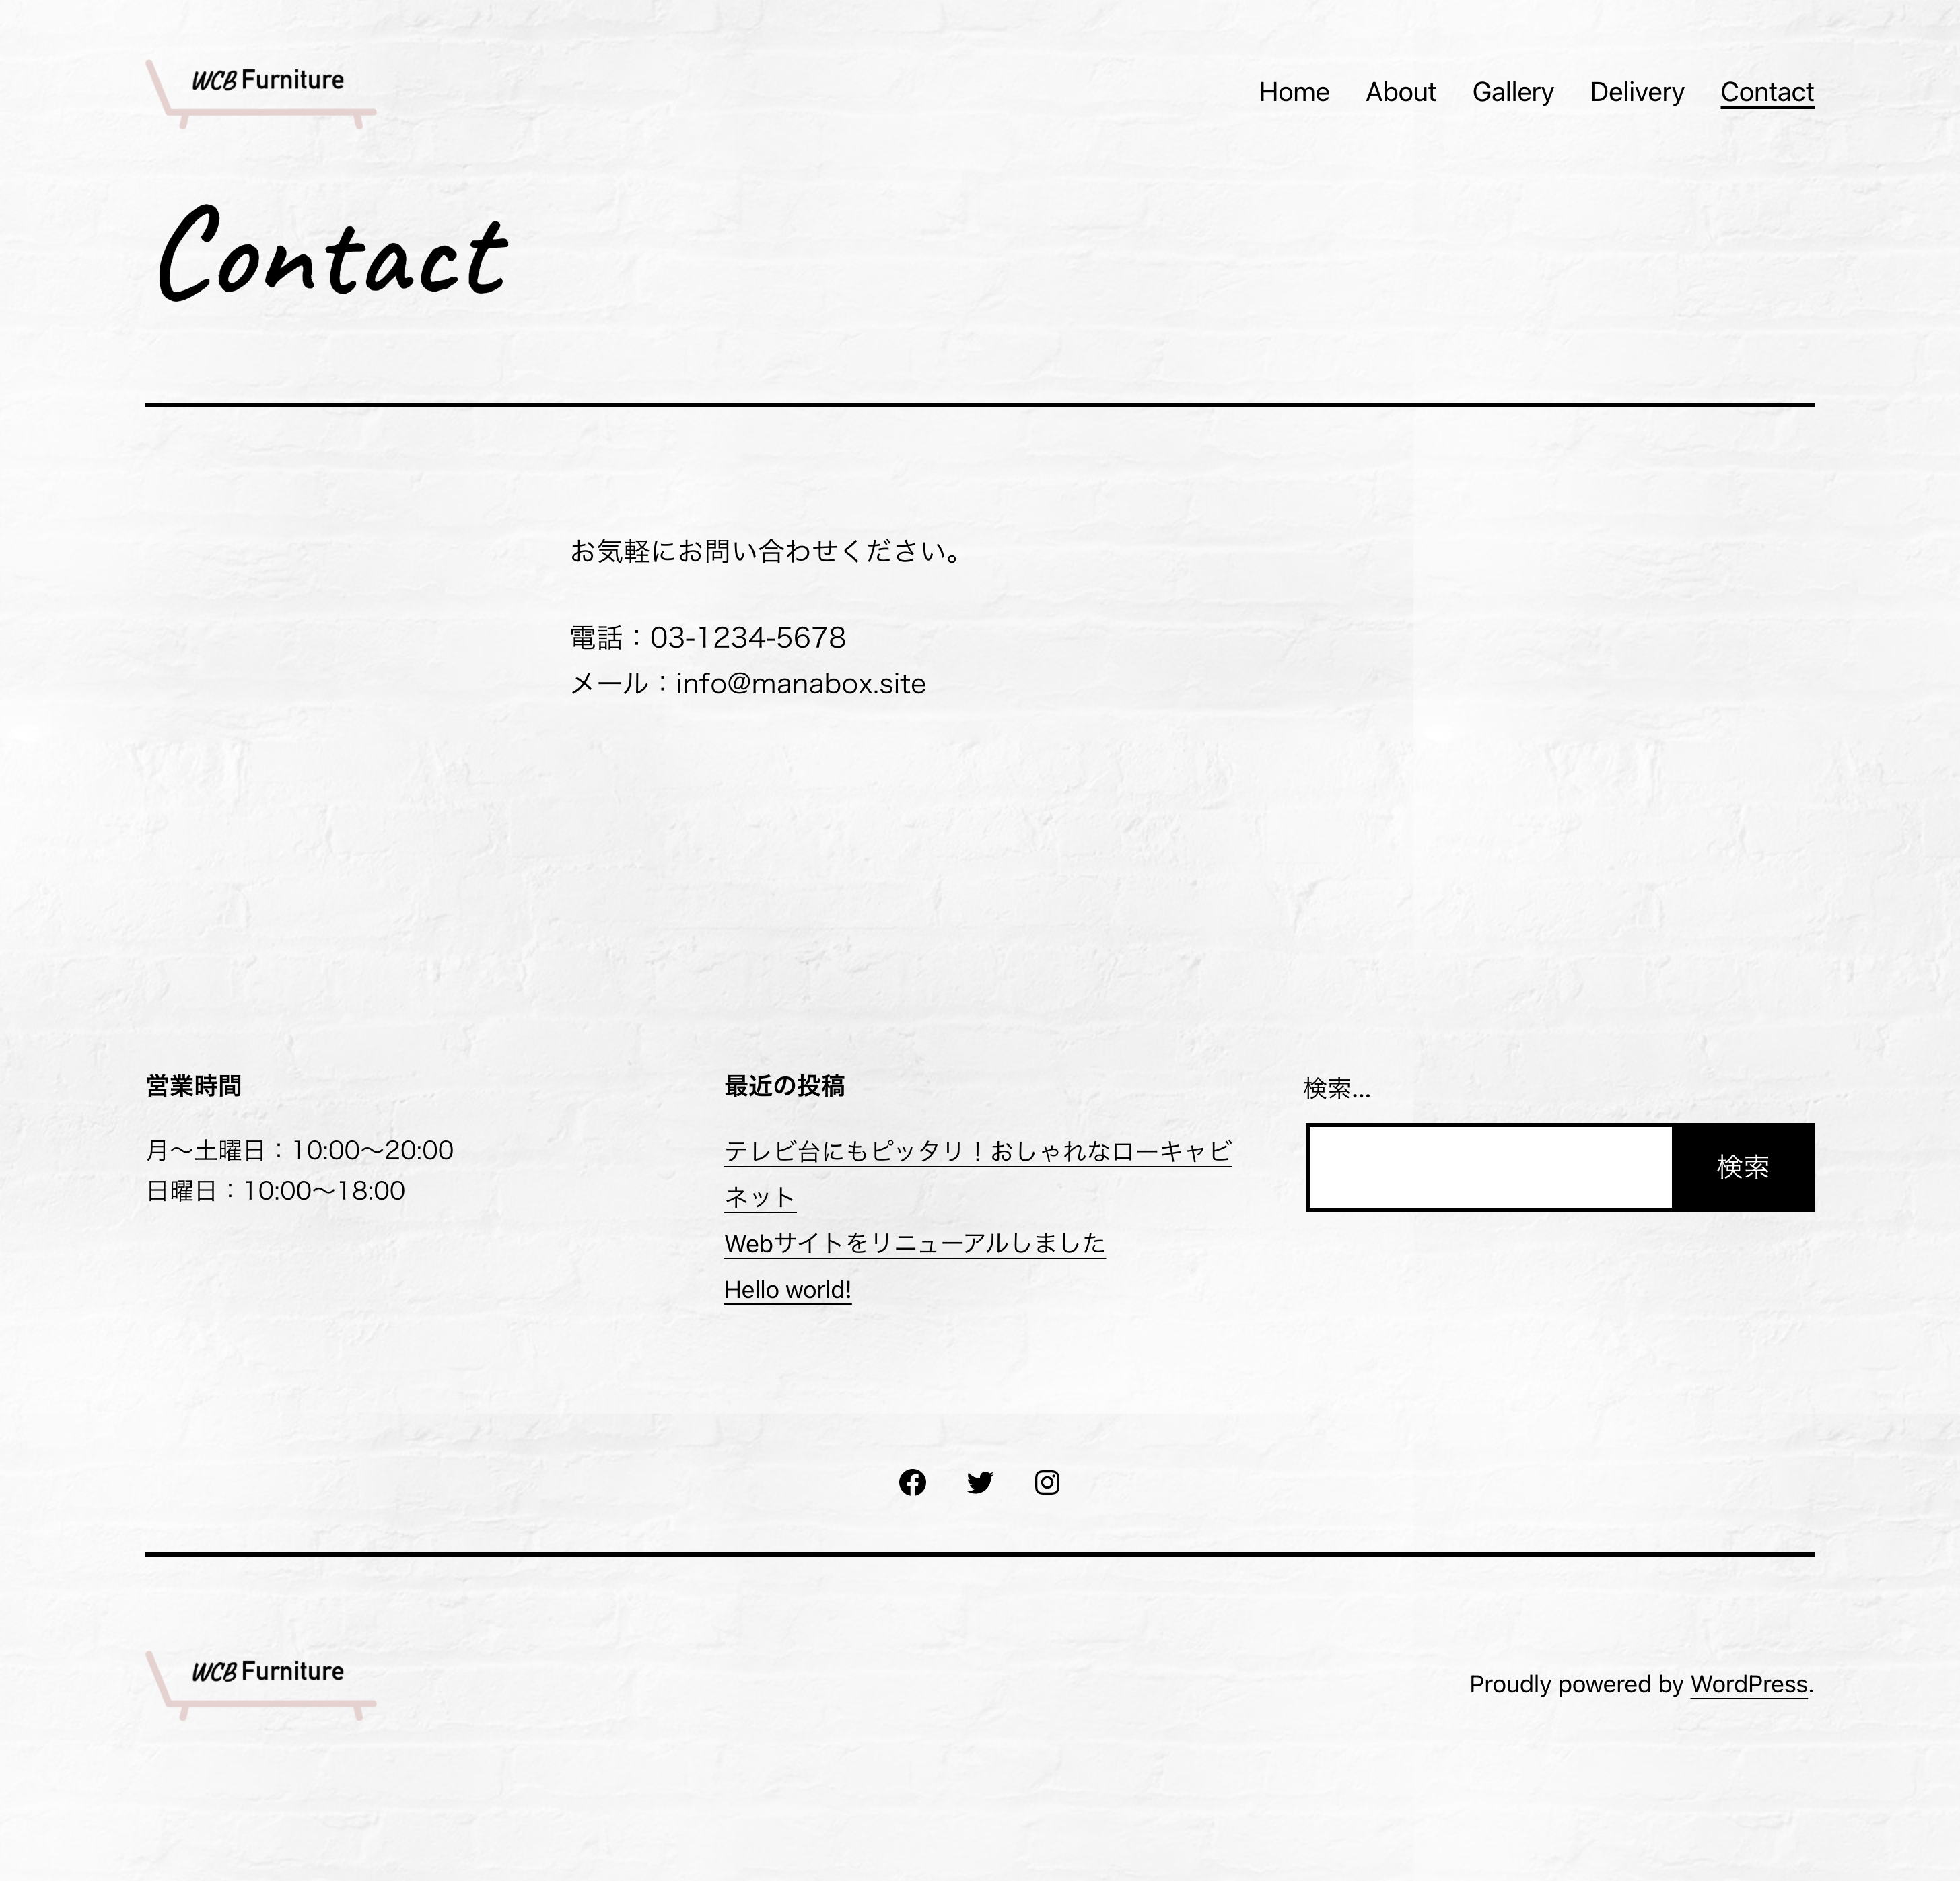 WCB Furniture
Home About Gallery Delivery Contact
Contact
お気軽にお問い合わせください。
電話：03-1234-5678
メール：info@manabox.site
営業時間
月〜土曜日：10:00〜20:00
日曜日：10:00〜18:00
最近の投稿
テレビ台にもピッタリ！おしゃれなローキャビ
ネット
Webサイトをリニューアルしました
Hello world!
検索…
検索
WCB Furniture
Proudly powered by WordPress.